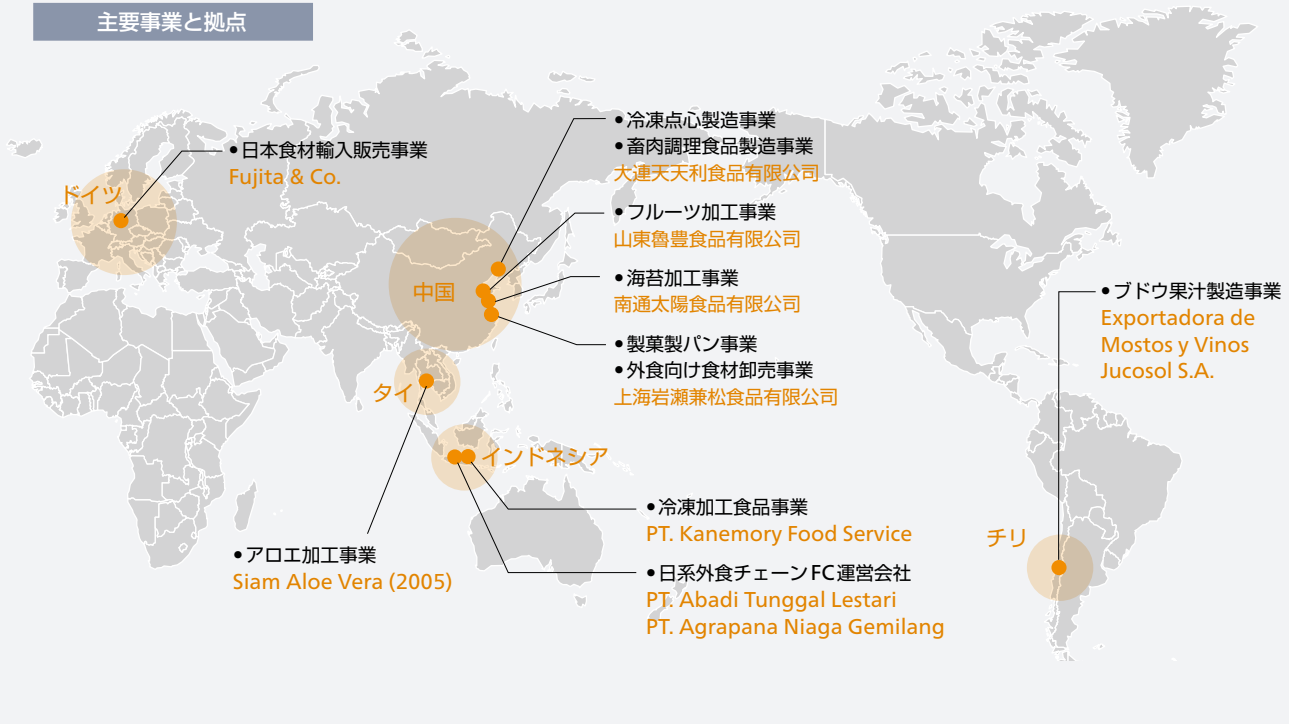 主要事業と拠点
●日本食材輸入販売事業
Fujita & Co.
ドイツ
●冷凍点心製造事業
●畜肉調理食品製造事業
大連天天利食品有限公司
●フルーツ加工事業
山東魯豊食品有限公司
●海苔加工事業
南通太陽食品有限公司
●製菓製パン事業
●外食向け食材卸売事業
上海岩瀬兼松食品有限公司
中国
タイ
●アロエ加工事業
Siam Aloe Vera (2005)
インドネシア
●冷凍加工食品事業
PT. Kanemory Food Service
●日系外食チェーンFC運営会社
PT. Abadi Tunggal Lestari
PT. Agrapana Niaga Gemilang
●ブドウ果汁製造事業
Exportadora de
Mostos y Vinos
Jucosol S.A.
チリ